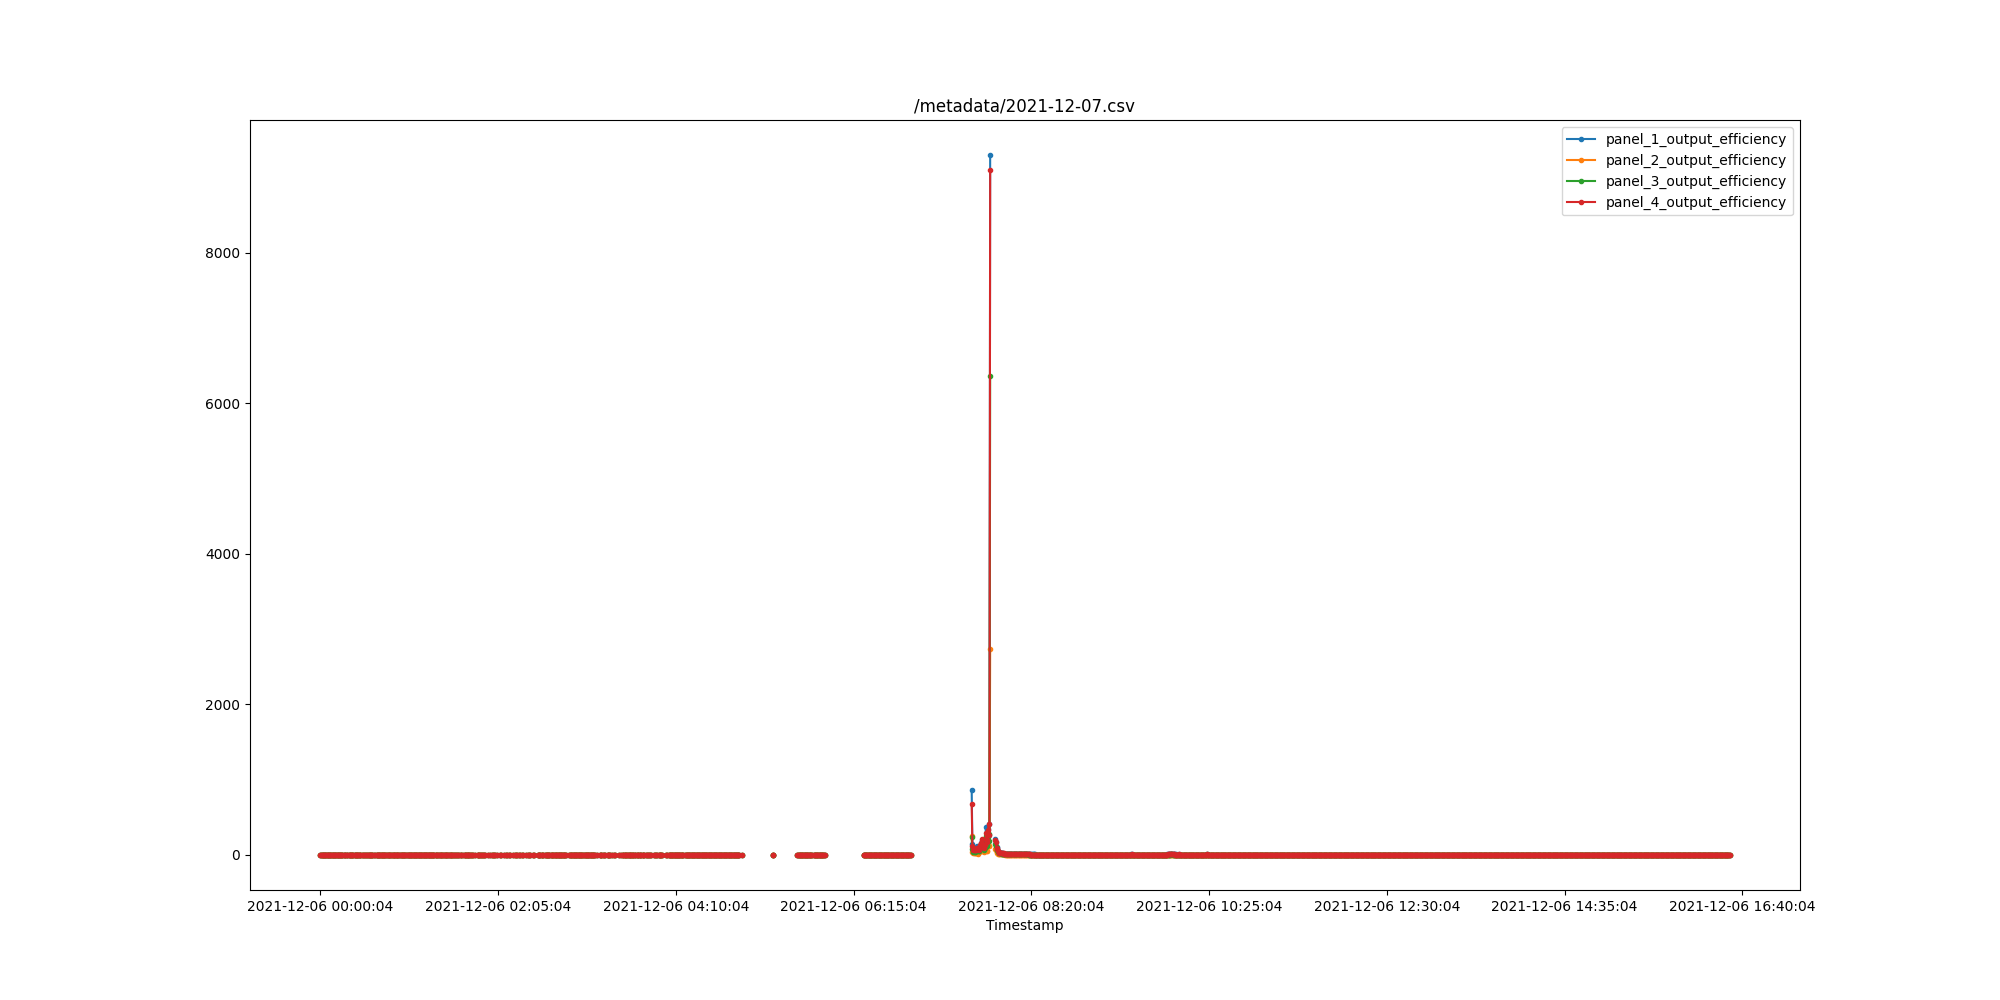 /metadata/2021-12-07.csv
panel_1_output_efficiency
panel_2_output_efficiency
panel_3_output_efficiency
panel_4_output_efficiency
8000
6000
4000
2000
0
2021-12-06 00:00:04 2021-12-06 02:05:04 2021-12-06 04:10:04 2021-12-06 06:15:04 2021-12-06 08:20:04 2021-12-06 10:25:04 2021-12-06 12:30:04 2021-12-06 14:35:04 2021-12-06 16:40:04
Timestamp